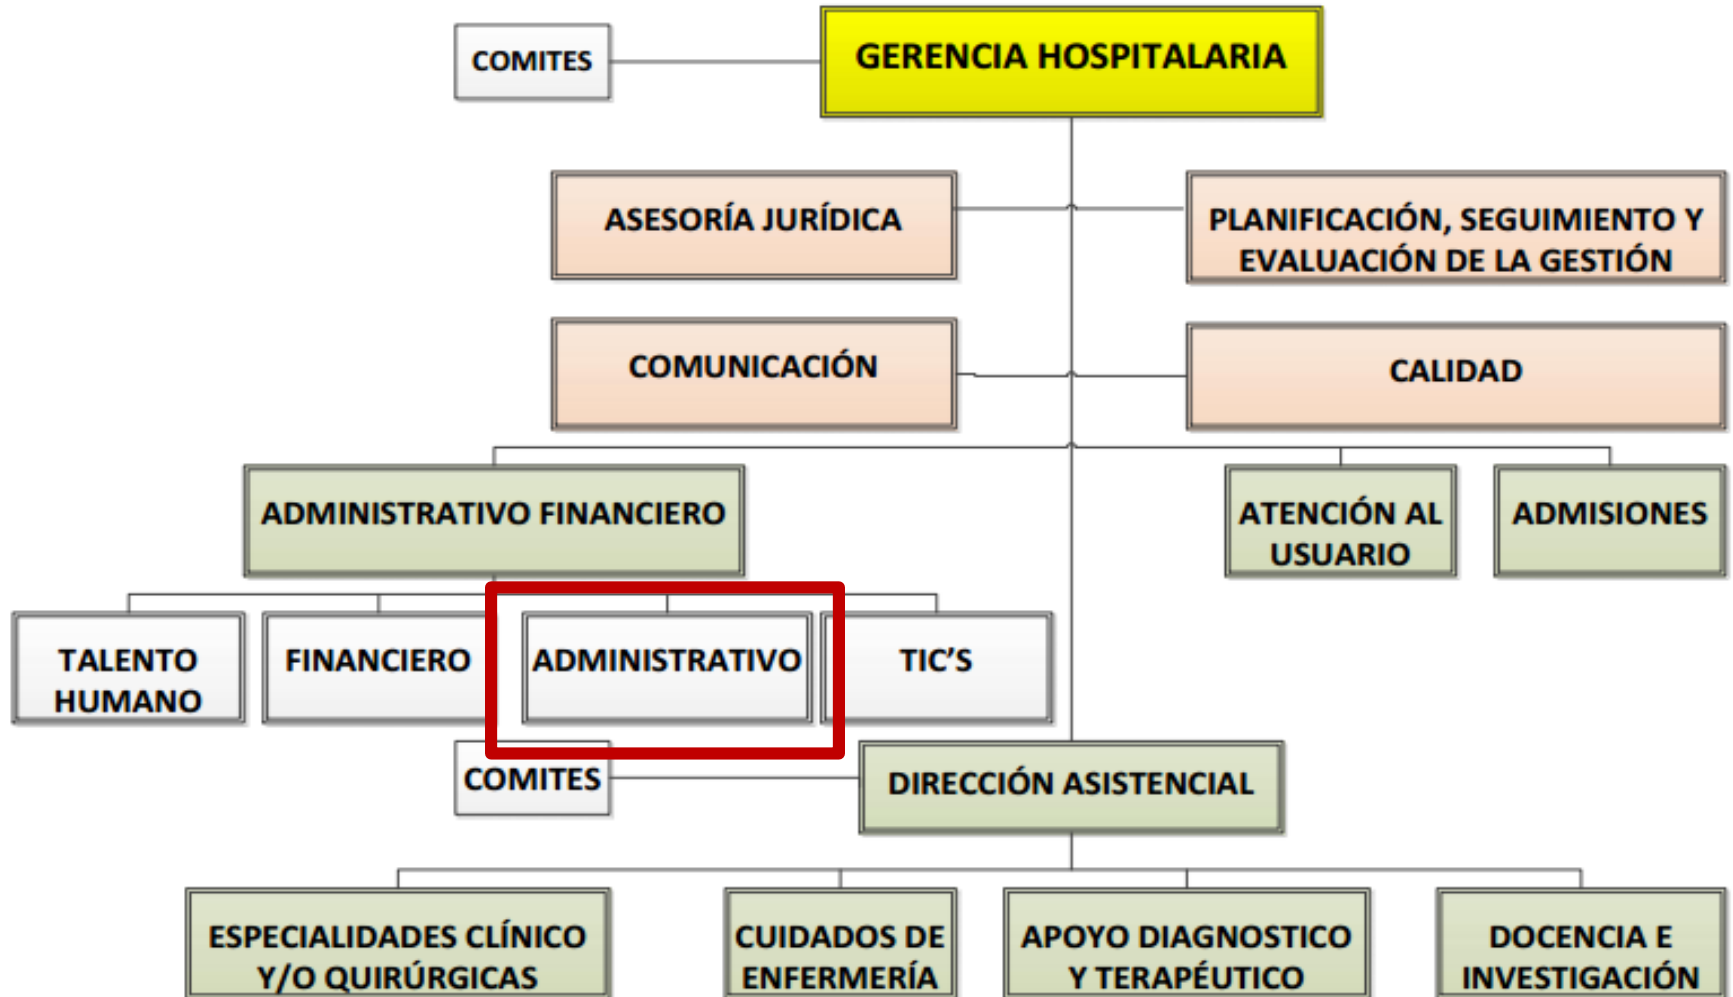 COMITES
GERENCIA HOSPITALARIA
ASESORÍA JURÍDICA
PLANIFICACIÓN, SEGUIMIENTO Y
EVALUACIÓN DE LA GESTIÓN
COMUNICACIÓN
CALIDAD
ADMINISTRATIVO FINANCIERO
ATENCIÓN AL
USUARIO
ADMISIONES
TALENTO
HUMANO
FINANCIERO
ADMINISTRATIVO
TIC'S
COMITES
DIRECCIÓN ASISTENCIAL
ESPECIALIDADES CLÍNICO
Y/O QUIRÚRGICAS
CUIDADOS DE
ENFERMERÍA
APOYO DIAGNOSTICO
Y TERAPÉUTICO
DOCENCIA E
INVESTIGACIÓN